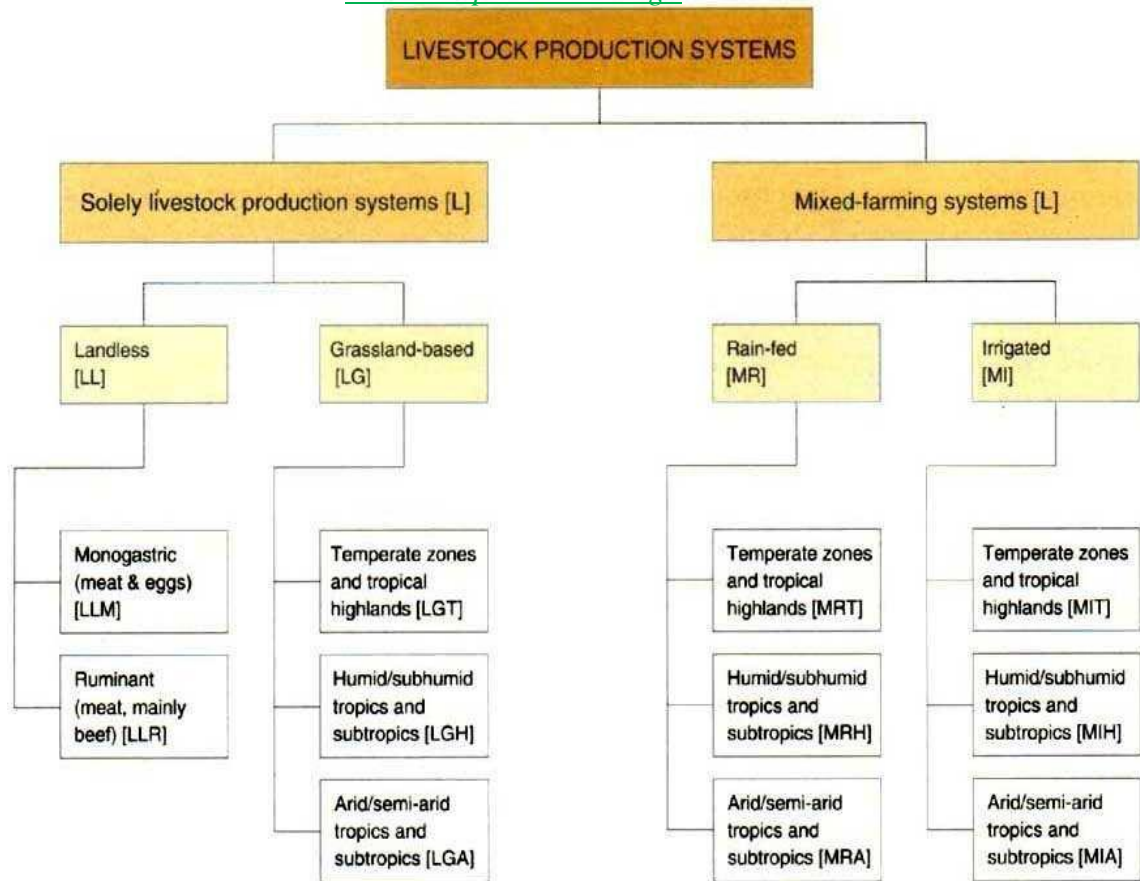 LIVESTOCK PRODUCTION SYSTEMS
Solely livestock production systems [L]
Mixed-farming systems [L]
Landless
[LL]
Grassland-based
[LG]
Rain-fed
[MR]
Irrigated
[MI]
Monogastric
(meat & eggs)
[LLM]
Ruminant
(meat, mainly
beef) [LLR]
Temperate zones
and tropical
highlands [LGT]
Humid/subhumid
tropics and
subtropics [LGH]
Arid/semi-arid
tropics and
subtropics [LGA]
Temperate zones
and tropical
highlands [MRT]
Humid/subhumid
tropics and
subtropics [MRH]
Arid/semi-arid
tropics and
subtropics [MRA]
Temperate zones
and tropical
highlands [MIT]
Humid/subhumid
tropics and
subtropics [MIH]
Arid/semi-arid
tropics and
subtropics [MIA]